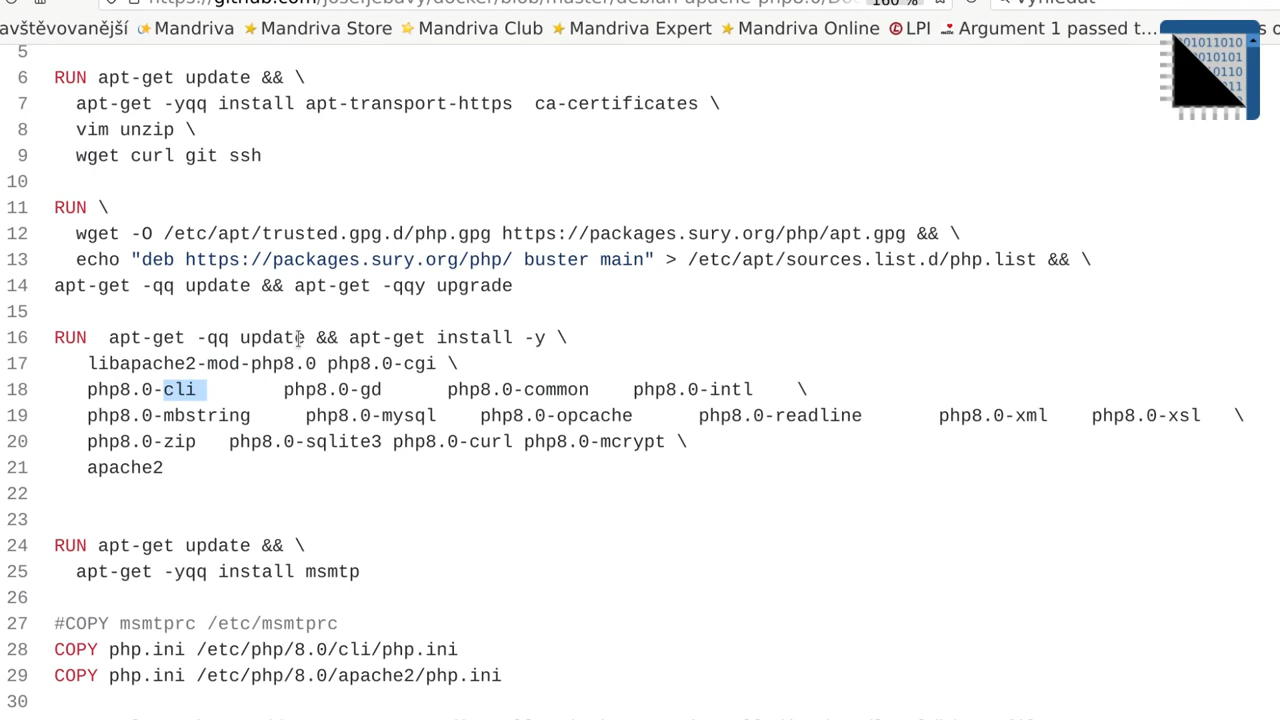 avštěvovanější Mandriva Mandriva Store Mandriva Club Mandriva Expert Mandriva Online LPI Argument 1 passed t…
5
6 RUN apt-get update && \
7 apt-get -yqq install apt-transport-https ca-certificates \
8 vim unzip \
9 wget curl git ssh
10
11 RUN \
12 wget -O /etc/apt/trusted.gpg.d/php.gpg https://packages.sury.org/php/apt.gpg && \
13 echo "deb https://packages.sury.org/php/ buster main" > /etc/apt/sources.list.d/php.list && \
14 apt-get -qq update && apt-get -qqy upgrade
15
16 RUN apt-get -qq update && apt-get install -y \
17 libapache2-mod-php8.0 php8.0-cgi \
18 php8.0-cli php8.0-gd php8.0-common php8.0-intl \
19 php8.0-mbstring php8.0-mysql php8.0-opcache php8.0-readline php8.0-xml php8.0-xsl \
20 php8.0-zip php8.0-sqlite3 php8.0-curl php8.0-mcrypt \
21 apache2
22
23
24 RUN apt-get update && \
25 apt-get -yqq install msmtp
26
27 #COPY msmtprc /etc/msmtprc
28 COPY php.ini /etc/php/8.0/cli/php.ini
29 COPY php.ini /etc/php/8.0/apache2/php.ini
30